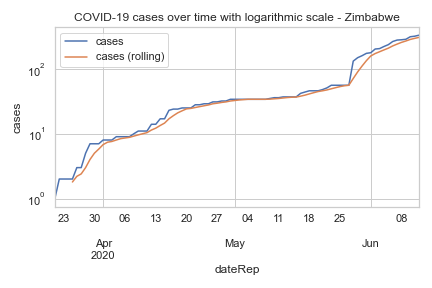 COVID-19 cases over time with logarithmic scale - Zimbabwe
cases
cases (rolling)
10²
10¹
10⁰
cases
23 30 06 13 20 27 04 11 18 25 08
Apr May Jun
2020
dateRep